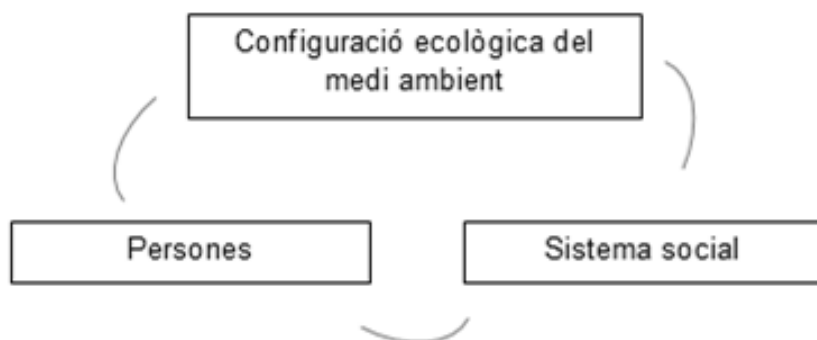 Configuració ecològica del
medi ambient
Persones
Sistema social